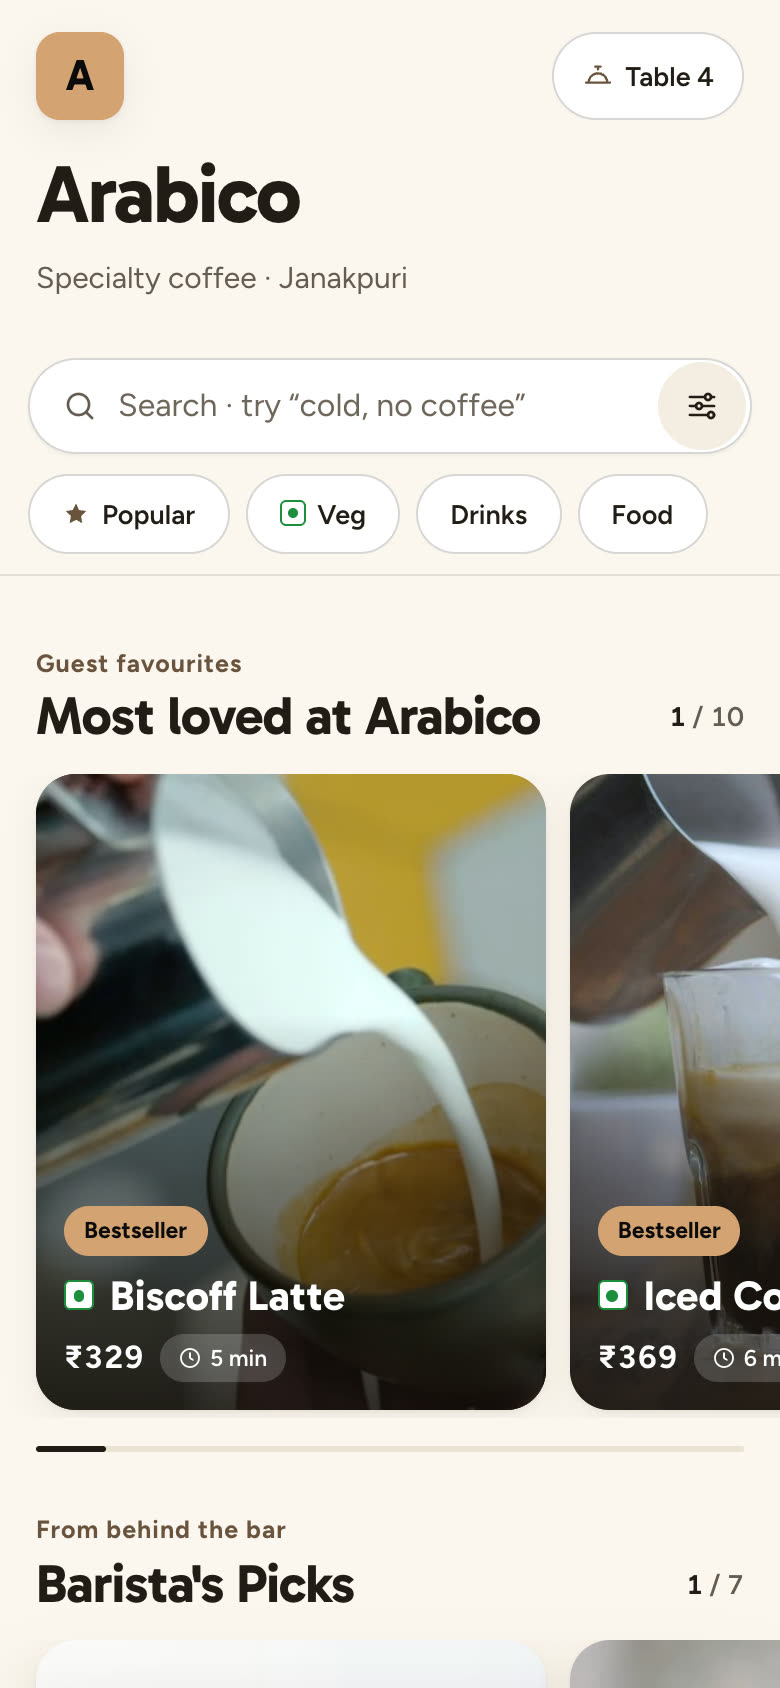 A
Table 4
Arabico
Specialty coffee · Janakpuri
Search · try “cold, no coffee”
Popular
Veg
Drinks
Food
Guest favourites
Most loved at Arabico
1 / 10
Bestseller
Biscoff Latte
₹329
5 min
Bestseller
Iced Co
₹369
6 m
From behind the bar
Barista's Picks
1 / 7